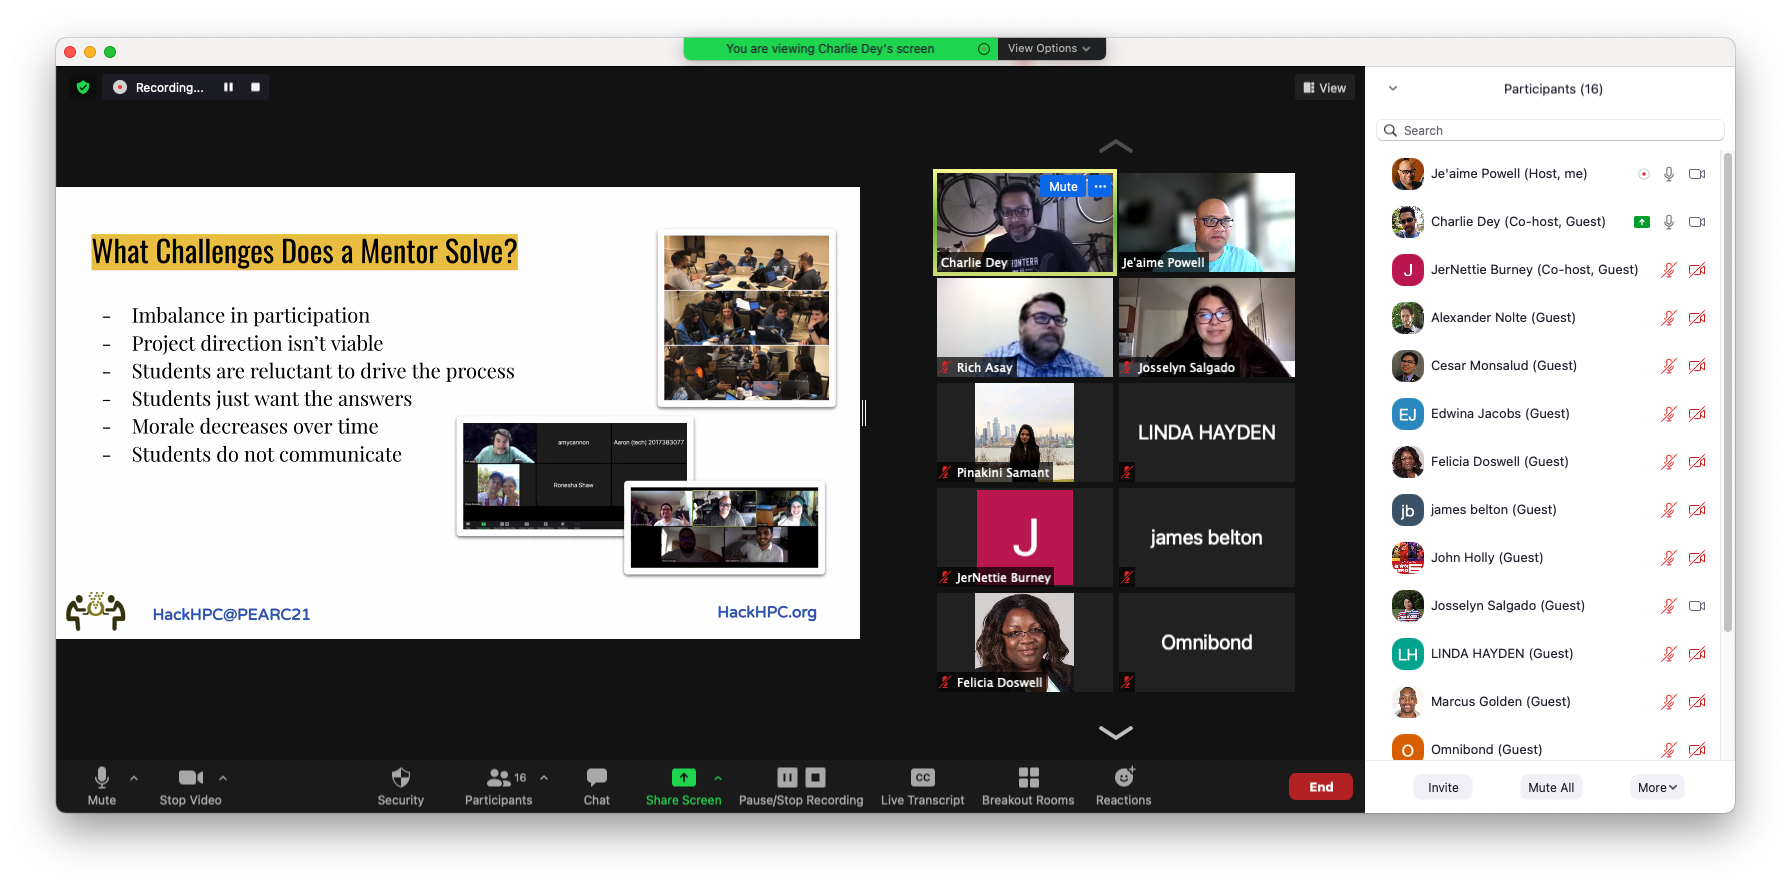 You are viewing Charlie Dey's screen
View Options
Recording...
View
What Challenges Does a Mentor Solve?
- Imbalance in participation
- Project direction isn't viable
- Students are reluctant to drive the process
- Students just want the answers
- Morale decreases over time
- Students do not communicate
amycannon
Aaron (tech) 2017383077
Ronesha Shaw
HackHPC@PEARC21
HackHPC.org
Mute
Charlie Dey
Je'aime Powell
Rich Asay
Josselyn Salgado
Pinakini Samant
LINDA HAYDEN
J
JerNettie Burney
james belton
Felicia Doswell
Omnibond
Participants (16)
Search
Je'aime Powell (Host, me)
Charlie Dey (Co-host, Guest)
J
JerNettie Burney (Co-host, Guest)
Alexander Nolte (Guest)
Cesar Monsalud (Guest)
EJ
Edwina Jacobs (Guest)
Felicia Doswell (Guest)
jb
james belton (Guest)
John Holly (Guest)
Josselyn Salgado (Guest)
LH
LINDA HAYDEN (Guest)
Marcus Golden (Guest)
O
Omnibond (Guest)
Invite
Mute All
More
Mute
Stop Video
Security
16
Participants
Chat
Share Screen
Pause/Stop Recording
CC
Live Transcript
Breakout Rooms
Reactions
End